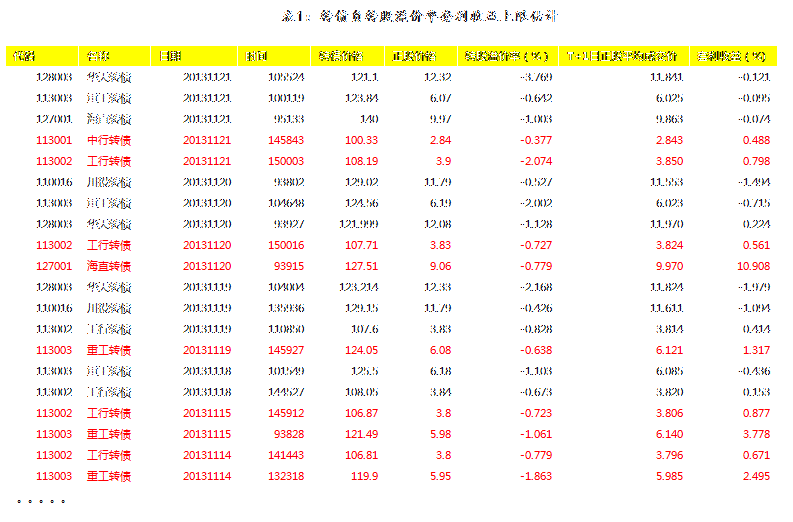 表1：转债负转股溢价率套利收益上限估计
代码 名称 日期 时间 转债价格 正股价格 转股溢价率（%） T+1日正股平均成交价 套利收益（%）
128003 华天转债 20131121 105524 121.1 12.32 -3.769 11.841 -0.121
113003 重工转债 20131121 100119 123.84 6.07 -0.642 6.025 -0.095
127001 海直转债 20131121 95133 140 9.97 -1.003 9.863 -0.074
113001 中行转债 20131121 145843 100.33 2.84 -0.377 2.843 0.488
113002 工行转债 20131121 150003 108.19 3.9 -2.074 3.850 0.798
110016 川投转债 20131120 93802 129.02 11.79 -0.527 11.553 -1.494
113003 重工转债 20131120 104648 124.56 6.19 -2.002 6.023 -0.715
128003 华天转债 20131120 93927 121.999 12.08 -1.128 11.970 0.224
113002 工行转债 20131120 150016 107.71 3.83 -0.727 3.824 0.561
127001 海直转债 20131120 93915 127.51 9.06 -0.779 9.970 10.908
128003 华天转债 20131119 104004 123.214 12.33 -2.168 11.824 -1.979
110016 川投转债 20131119 135936 129.15 11.79 -0.426 11.611 -1.094
113002 工行转债 20131119 110850 107.6 3.83 -0.828 3.814 0.414
113003 重工转债 20131119 145927 124.05 6.08 -0.638 6.121 1.317
113003 重工转债 20131118 101549 125.5 6.18 -1.103 6.085 -0.436
113002 工行转债 20131118 144527 108.05 3.84 -0.673 3.820 0.153
113002 工行转债 20131115 145912 106.87 3.8 -0.723 3.806 0.877
113003 重工转债 20131115 93828 121.49 5.98 -1.061 6.140 3.778
113002 工行转债 20131114 141443 106.81 3.8 -0.779 3.796 0.671
113003 重工转债 20131114 132318 119.9 5.95 -1.863 5.985 2.495
。。。。。